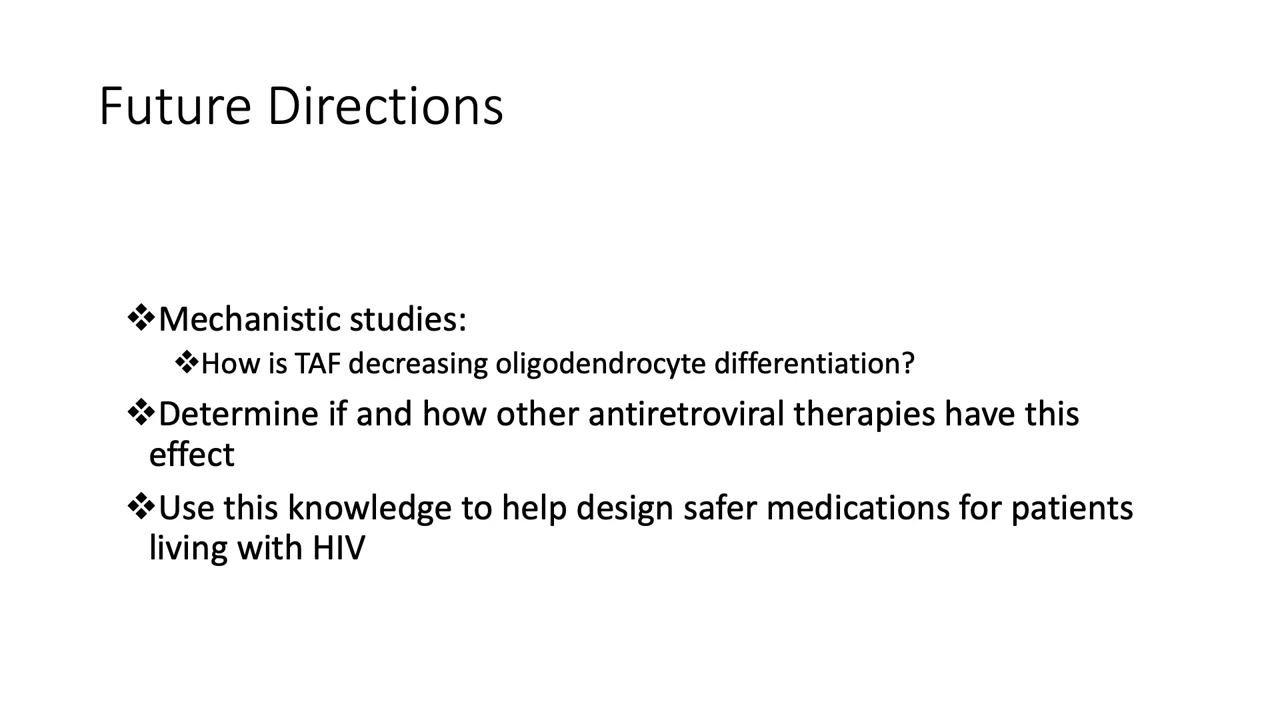 Future Directions
❖Mechanistic studies:
❖How is TAF decreasing oligodendrocyte differentiation?
❖Determine if and how other antiretroviral therapies have this
effect
❖Use this knowledge to help design safer medications for patients
living with HIV